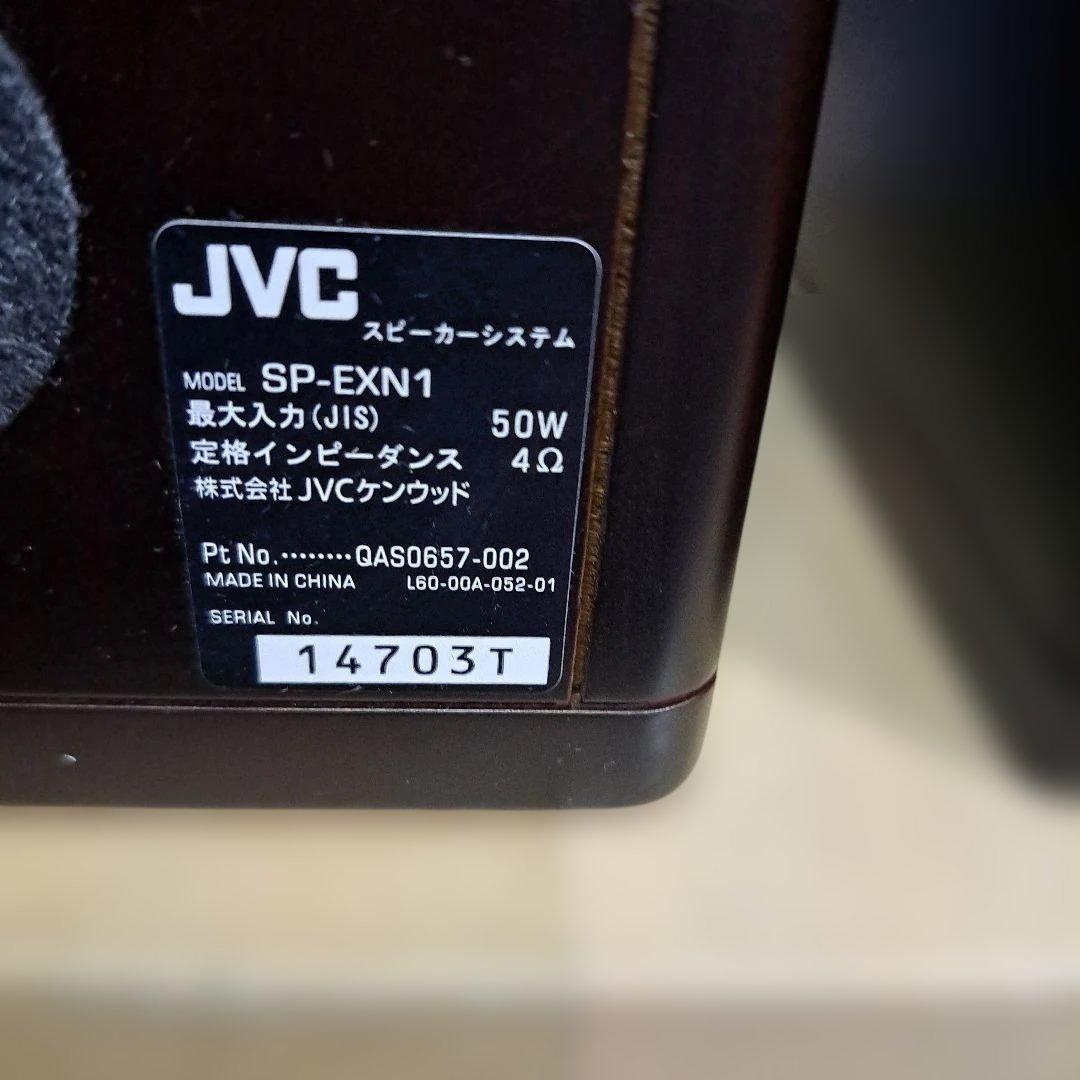 JVC
スピーカーシステム
MODEL SP-EXN1
最大入力(JIS) 50W
定格インピーダンス 4Ω
株式会社JVCケンウッド
Pt No.········QAS0657-002
MADE IN CHINA L60-00A-052-01
SERIAL No.
14703T